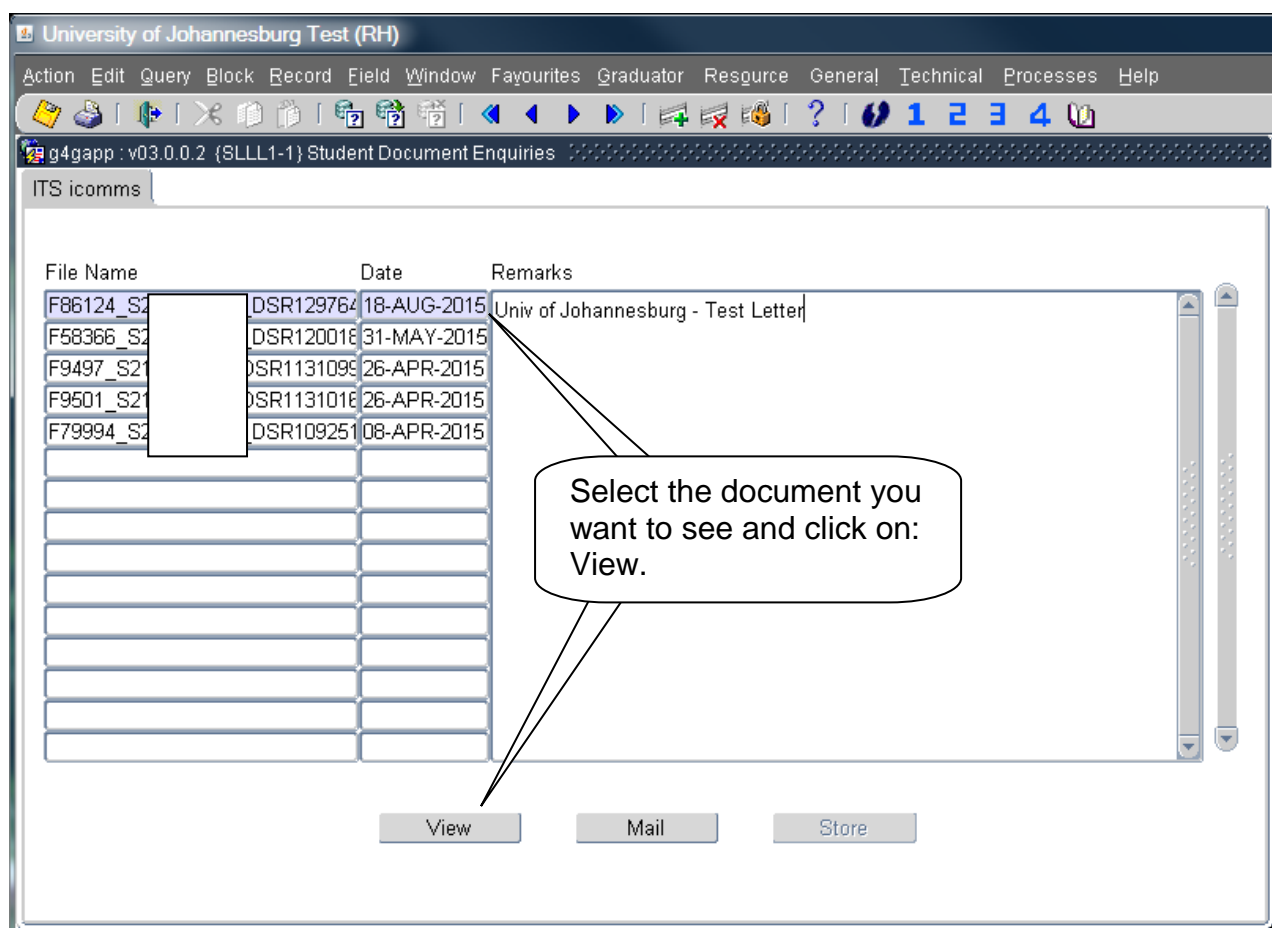 University of Johannesburg Test (RH)
Action Edit Query Block Record Field Window Favourites Graduator Resource General Technical Processes Help
? 1 2 3 4
g4gapp : v03.0.0.2 {SLLL1-1} Student Document Enquiries
ITS icomms
File Name Date Remarks
F86124_S2 _DSR129764 18-AUG-2015 Univ of Johannesburg - Test Letter
F58366_S2 _DSR120018 31-MAY-2015
F9497_S21 DSR1131099 26-APR-2015
F9501_S21 DSR1131016 26-APR-2015
F79994_S2 _DSR109251 08-APR-2015
Select the document you
want to see and click on:
View.
View Mail Store